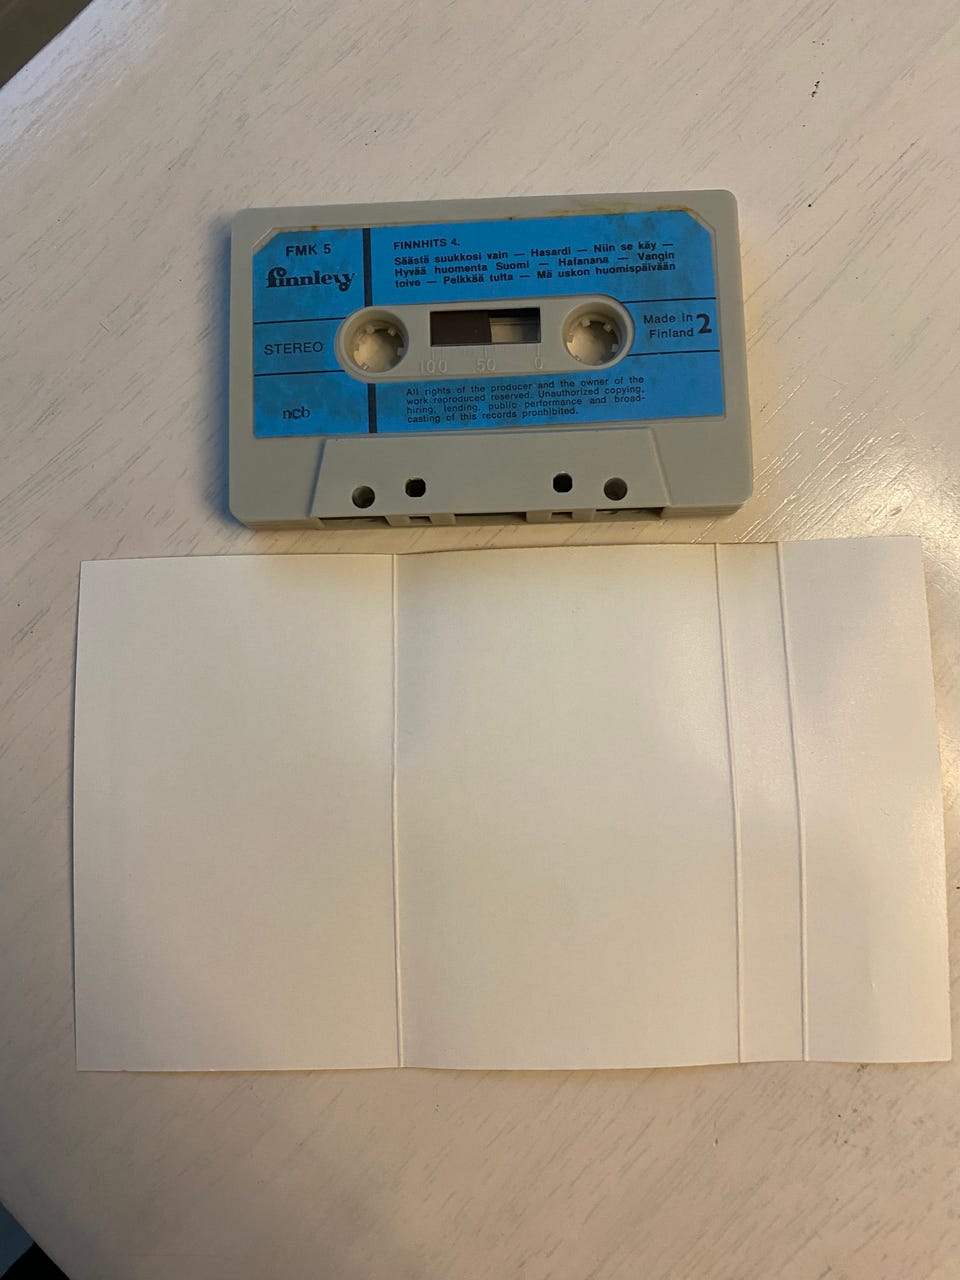 FMK 5
finnlevy
STEREO
ncb
FINNHITS 4.
Säästä suukkosi vain — Hasardi — Niin se käy —
Hyvää huomenta Suomi — Hafanana — Vangin
toive — Pelkkää tulta — Mä uskon huomispäivään
Made in
Finland
2
100 50 0
All rights of the producer and the owner of the
work reproduced reserved. Unauthorized copying,
hiring, lending, public performance and broad-
casting of this records pronhibited.